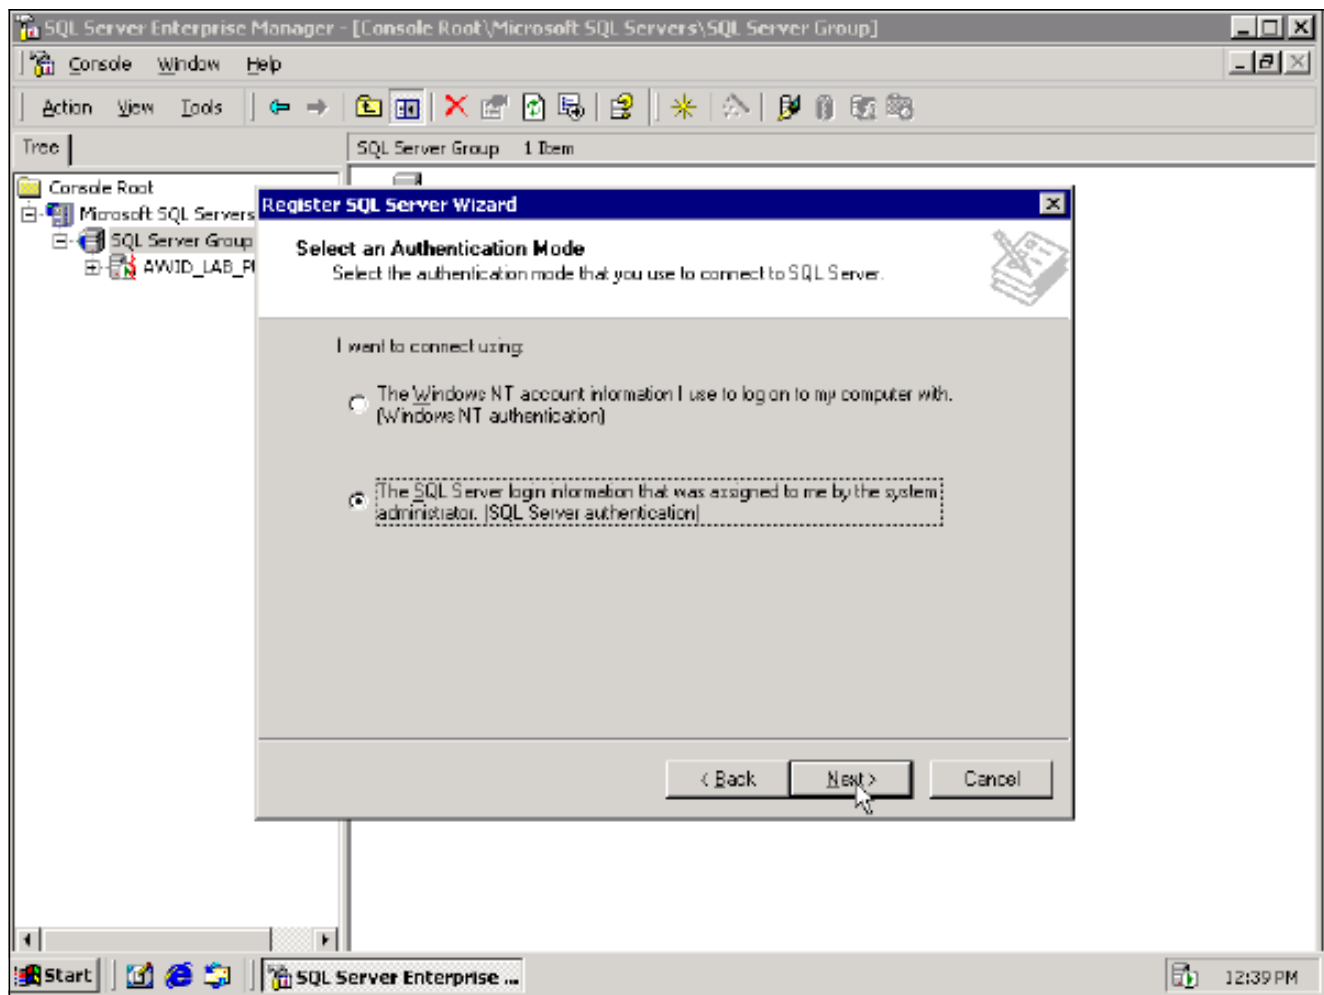 SQL Server Enterprise Manager - [Console Root\Microsoft SQL Servers\SQL Server Group]
Console Window Help
Action View Tools
Tree
SQL Server Group 1 Item
Console Root
Microsoft SQL Servers
SQL Server Group
AVVID_LAB_P
Register SQL Server Wizard
Select an Authentication Mode
Select the authentication mode that you use to connect to SQL Server.
I want to connect using:
The Windows NT account information I use to log on to my computer with.
(Windows NT authentication)
The SQL Server login information that was assigned to me by the system
administrator. (SQL Server authentication)
< Back Next > Cancel
Start SQL Server Enterprise ... 12:39 PM